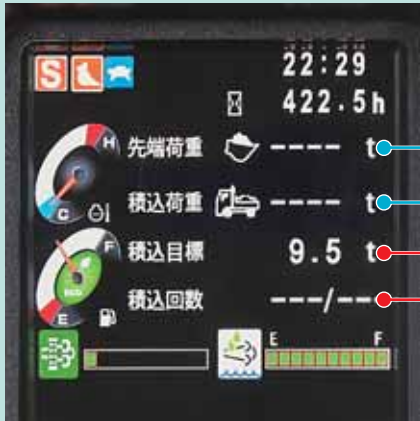 S
22:29
422.5h
H
先端荷重 ---- t
C
積込荷重 ---- t
F
積込目標 9.5 t
eco
E
積込回数 ---/--
E F